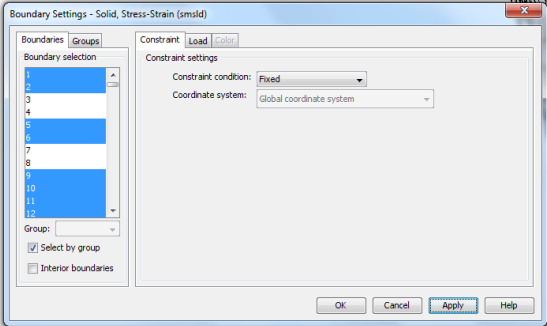 Boundary Settings - Solid, Stress-Strain (smsld)
Boundaries Groups
Boundary selection
1
2
3
4
5
6
7
8
9
10
11
12
Group:
Select by group
Interior boundaries
Constraint Load Color
Constraint settings
Constraint condition: Fixed
Coordinate system: Global coordinate system
OK Cancel Apply Help